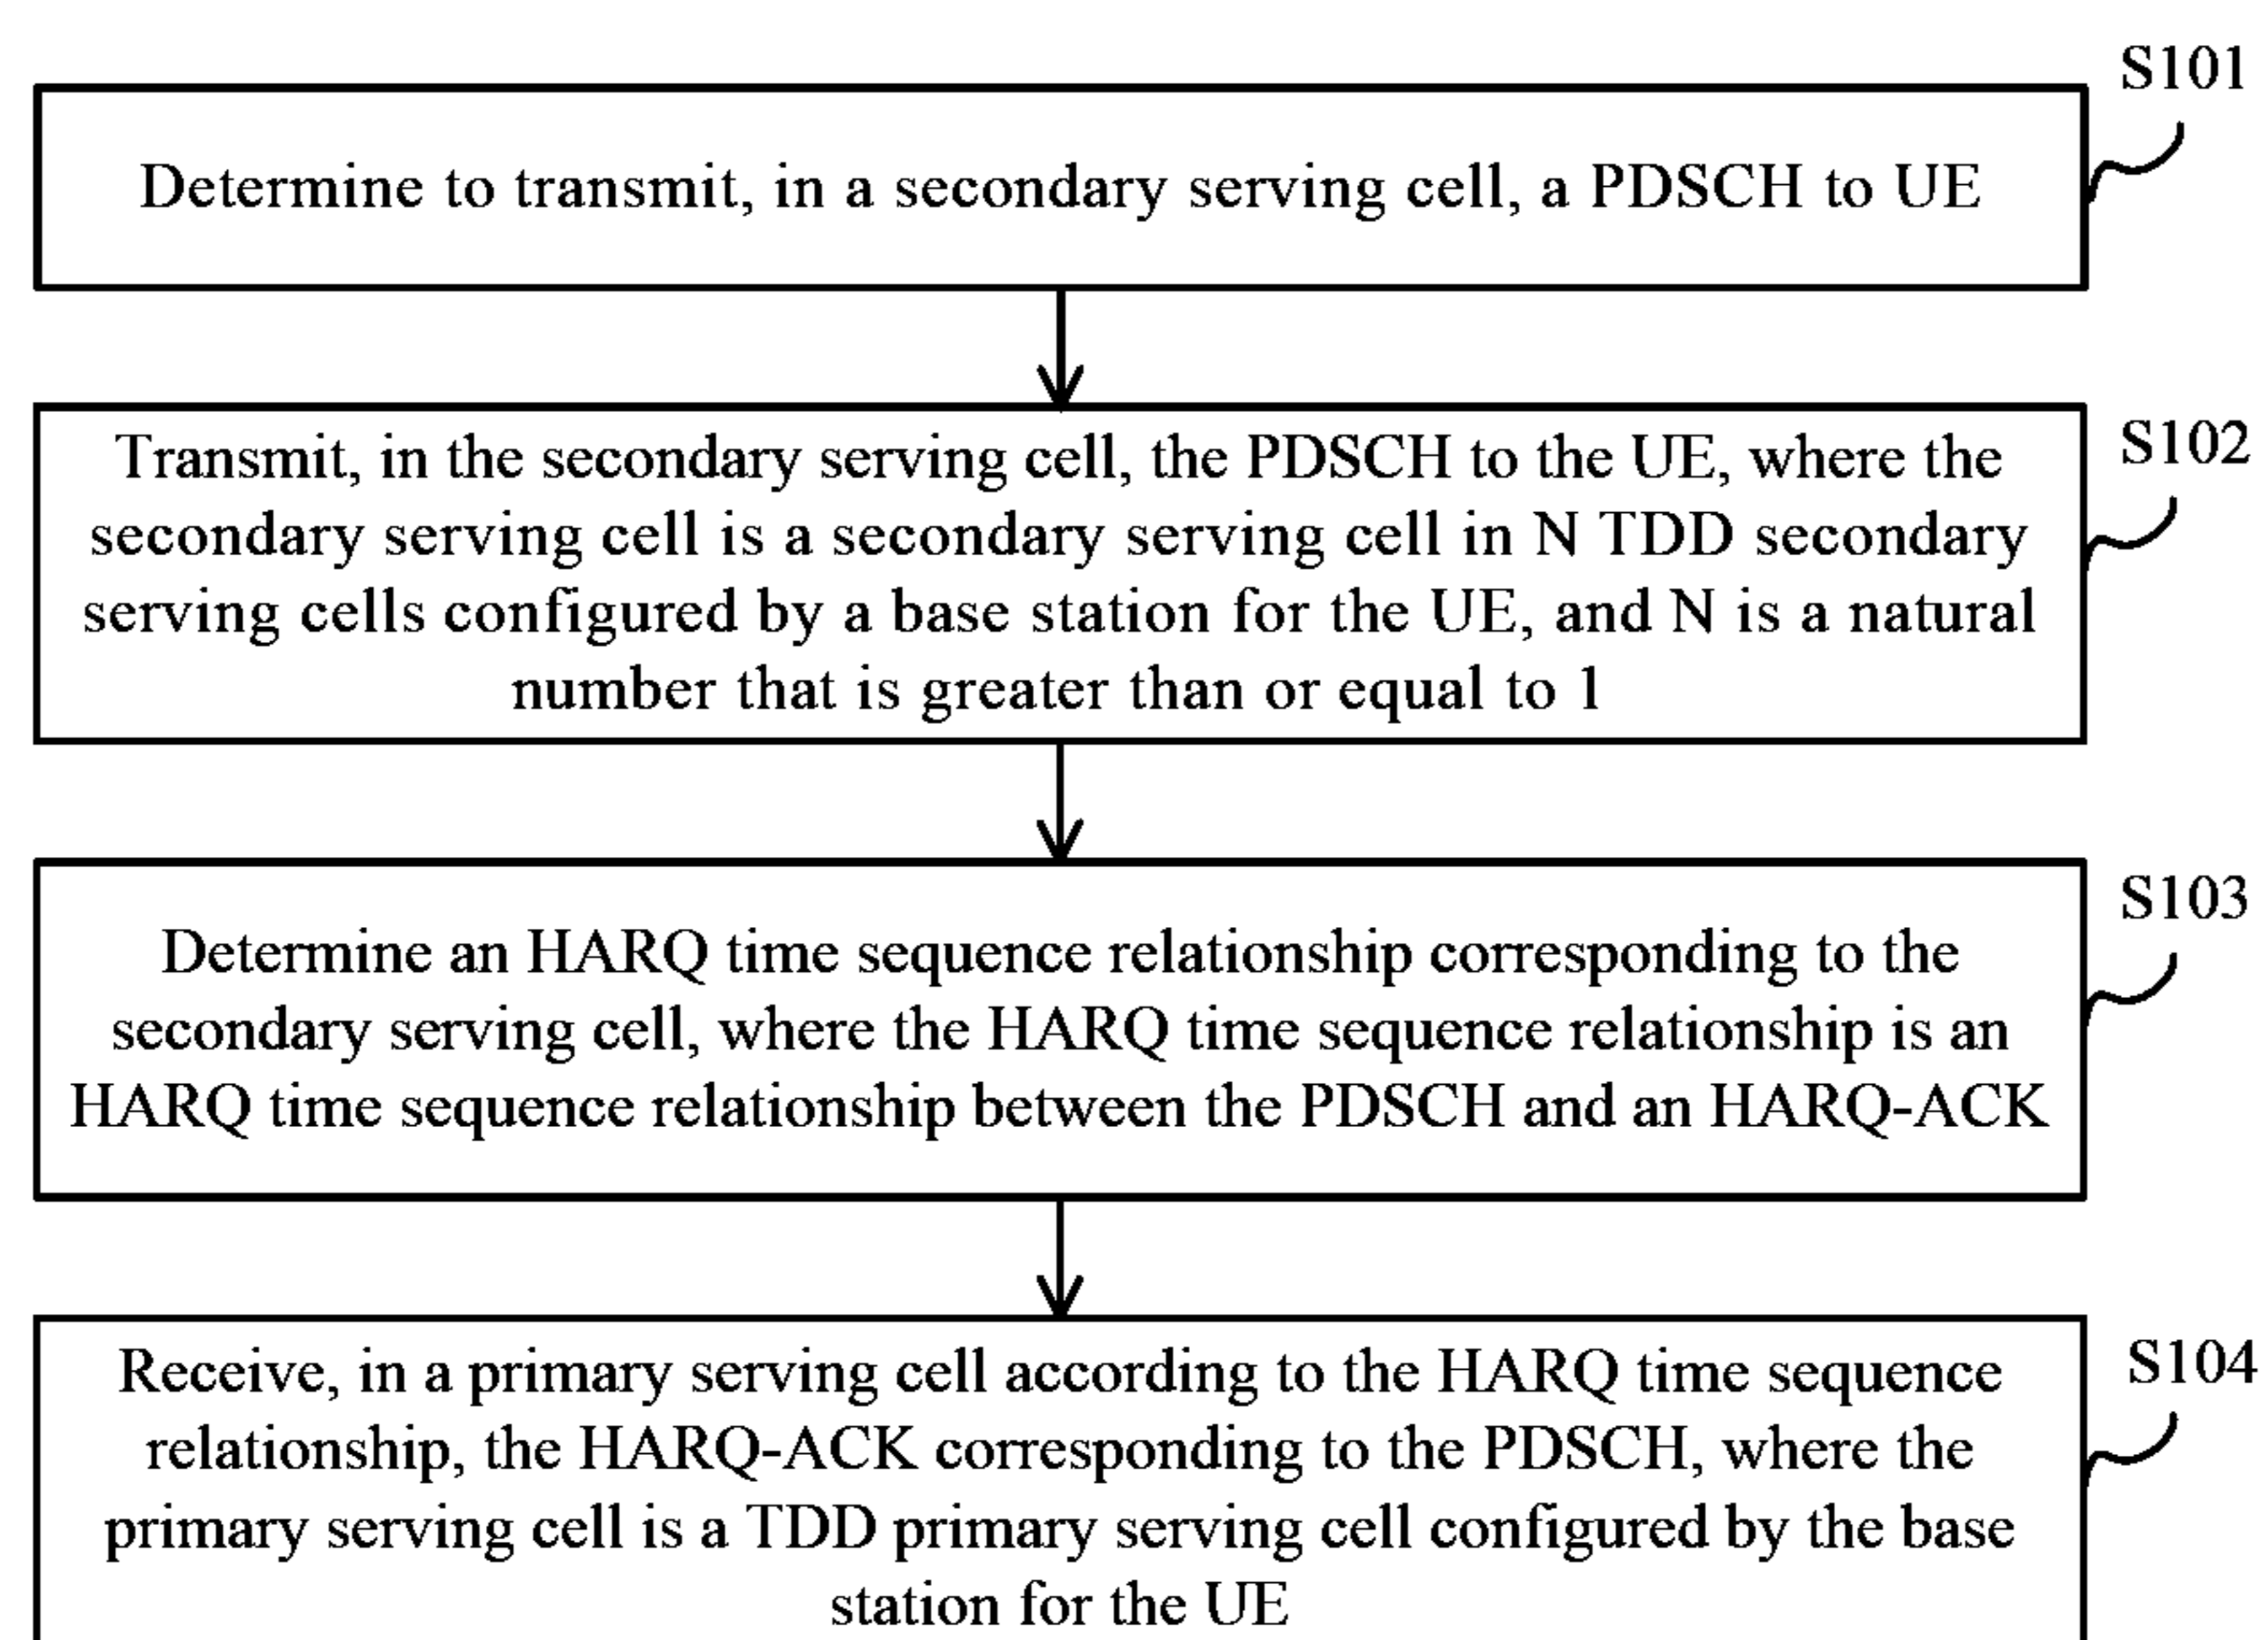 S101
Determine to transmit, in a secondary serving cell, a PDSCH to UE
S102
Transmit, in the secondary serving cell, the PDSCH to the UE, where the
secondary serving cell is a secondary serving cell in N TDD secondary
serving cells configured by a base station for the UE, and N is a natural
number that is greater than or equal to 1
S103
Determine an HARQ time sequence relationship corresponding to the
secondary serving cell, where the HARQ time sequence relationship is an
HARQ time sequence relationship between the PDSCH and an HARQ-ACK
S104
Receive, in a primary serving cell according to the HARQ time sequence
relationship, the HARQ-ACK corresponding to the PDSCH, where the
primary serving cell is a TDD primary serving cell configured by the base
station for the UE